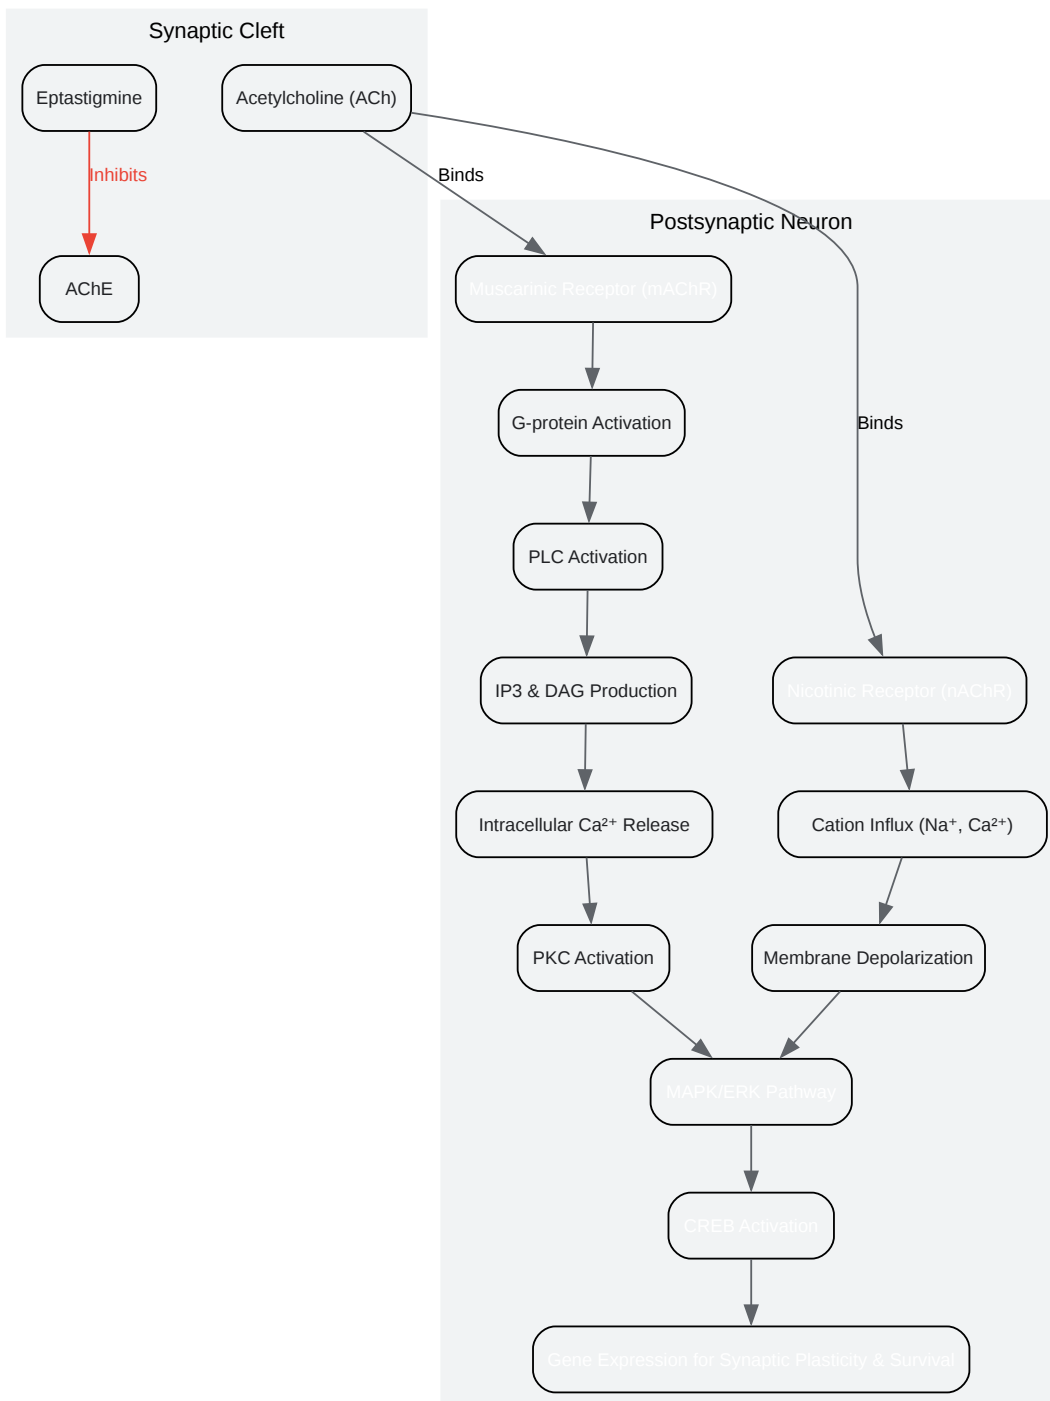 Synaptic Cleft
Eptastigmine
Acetylcholine (ACh)
Inhibits
Binds
AChE
Postsynaptic Neuron
Muscarinic Receptor (mAChR)
G-protein Activation
Binds
PLC Activation
IP3 & DAG Production
Nicotinic Receptor (nAChR)
Intracellular Ca²⁺ Release
Cation Influx (Na⁺, Ca²⁺)
PKC Activation
Membrane Depolarization
MAPK/ERK Pathway
CREB Activation
Gene Expression for Synaptic Plasticity & Survival